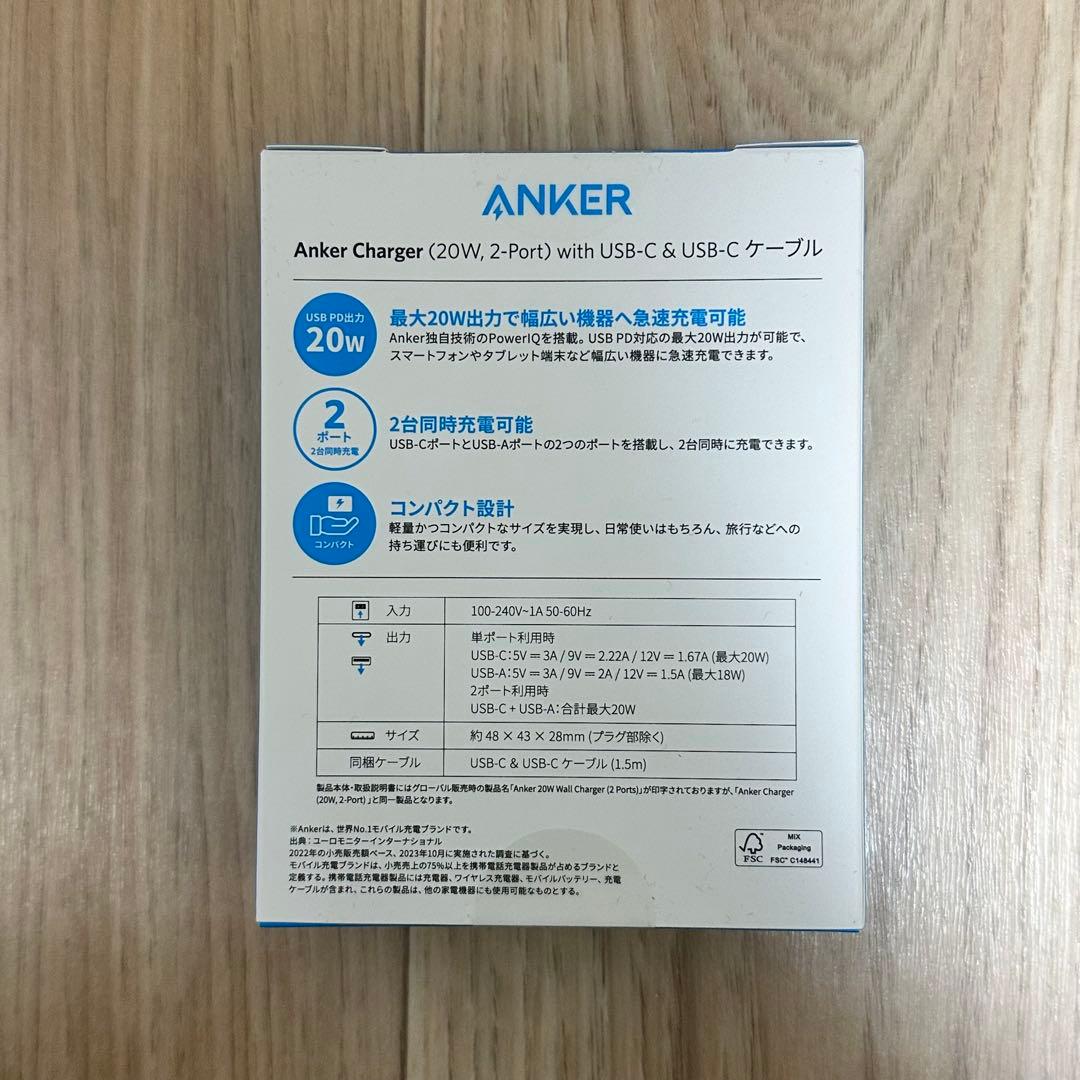 ANKER
Anker Charger (20W, 2-Port) with USB-C & USB-C ケーブル
USB PD出力
20W
最大20W出力で幅広い機器へ急速充電可能
Anker独自技術のPowerIQを搭載。USB PD対応の最大20W出力が可能で、
スマートフォンやタブレット端末など幅広い機器に急速充電できます。
2
ポート
2台同時充電
2台同時充電可能
USB-CポートとUSB-Aポートの2つのポートを搭載し、2台同時に充電できます。
コンパクト
コンパクト設計
軽量かつコンパクトなサイズを実現し、日常使いはもちろん、旅行などへの
持ち運びにも便利です。
入力 100-240V~1A 50-60Hz
出力 単ポート利用時
USB-C:5V ⎓ 3A / 9V ⎓ 2.22A / 12V ⎓ 1.67A (最大20W)
USB-A:5V ⎓ 3A / 9V ⎓ 2A / 12V ⎓ 1.5A (最大18W)
2ポート利用時
USB-C + USB-A:合計最大20W
サイズ 約 48 × 43 × 28mm (プラグ部除く)
同梱ケーブル USB-C & USB-C ケーブル (1.5m)
製品本体・取扱説明書にはグローバル販売時の製品名「Anker 20W Wall Charger (2 Ports)」が印字されておりますが、「Anker Charger
(20W, 2-Port) 」と同一製品となります。
※Ankerは、世界No.1モバイル充電ブランドです。
出典:ユーロモニターインターナショナル
2022年の小売販売額ベース、2023年10月に実施された調査に基づく。
モバイル充電ブランドは、小売売上の75%以上を携帯電話充電器製品が占めるブランドと
定義する。携帯電話充電器製品には充電器、ワイヤレス充電器、モバイルバッテリー、充電
ケーブルが含まれ、これらの製品は、他の家電機器にも使用可能なものとする。
FSC
MIX
Packaging
FSC™ C148441